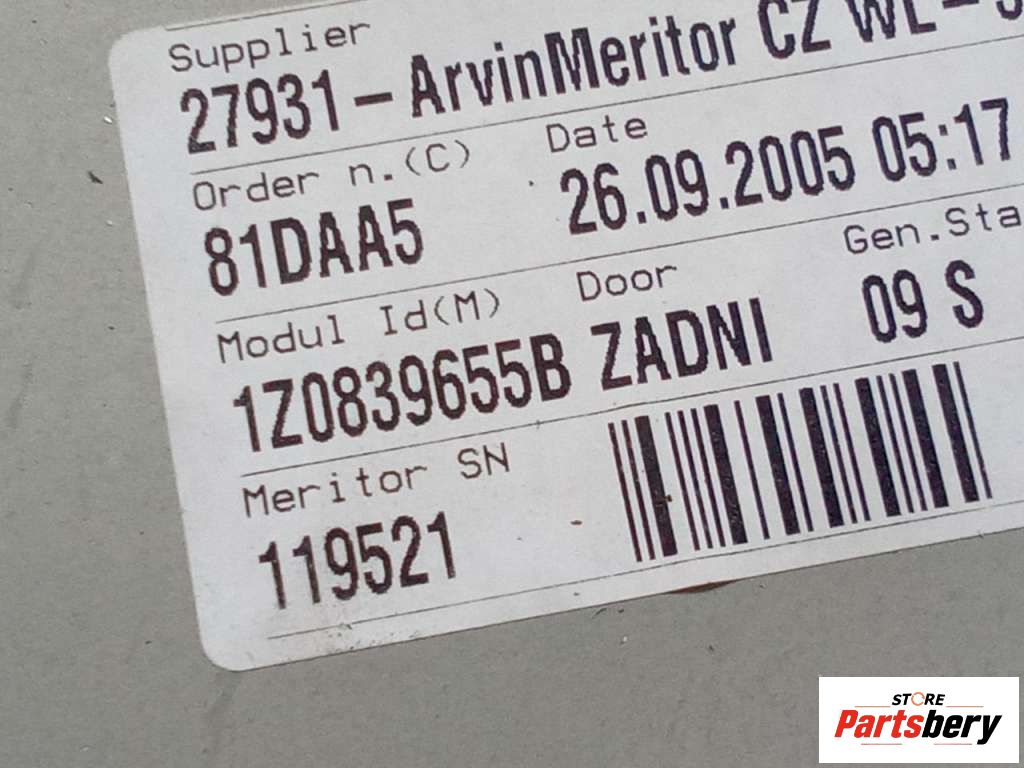 Supplier
27931-ArvinMeritor CZ WL-
Order n.(C) Date
81DAA5 26.09.2005 05:17
Modul Id(M) Door Gen.Sta
1Z0839655B ZADNI 09 S
Meritor SN
119521
STORE
Partsbery